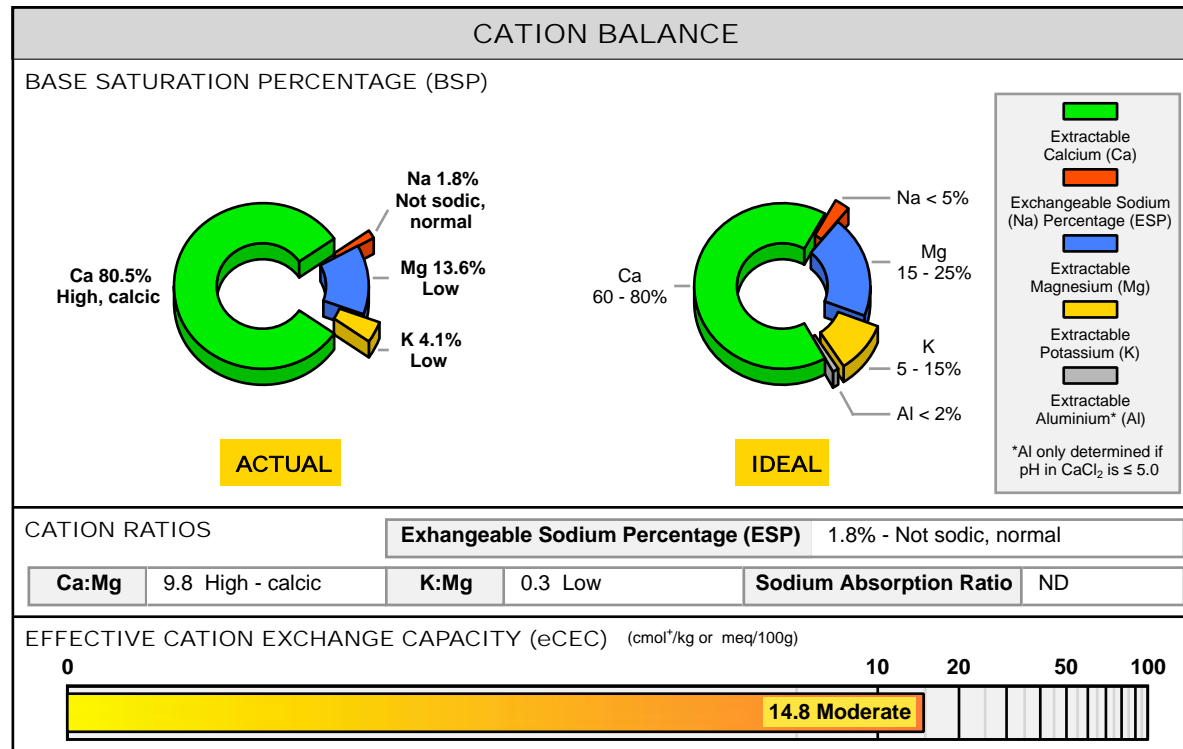 CATION BALANCE
BASE SATURATION PERCENTAGE (BSP)
Na 1.8%
Not sodic,
normal
Ca 80.5%
High, calcic
Mg 13.6%
Low
K 4.1%
Low
ACTUAL
Na < 5%
Ca
60 - 80%
Mg
15 - 25%
K
5 - 15%
Al < 2%
IDEAL
Extractable
Calcium (Ca)
Exchangeable Sodium
(Na) Percentage (ESP)
Extractable
Magnesium (Mg)
Extractable
Potassium (K)
Extractable
Aluminium* (Al)
*Al only determined if
pH in CaCl₂ is ≤ 5.0
CATION RATIOS
Exhangeable Sodium Percentage (ESP) 1.8% - Not sodic, normal
Ca:Mg 9.8 High - calcic K:Mg 0.3 Low Sodium Absorption Ratio ND
EFFECTIVE CATION EXCHANGE CAPACITY (eCEC) (cmol⁺/kg or meq/100g)
0 10 20 50 100
14.8 Moderate